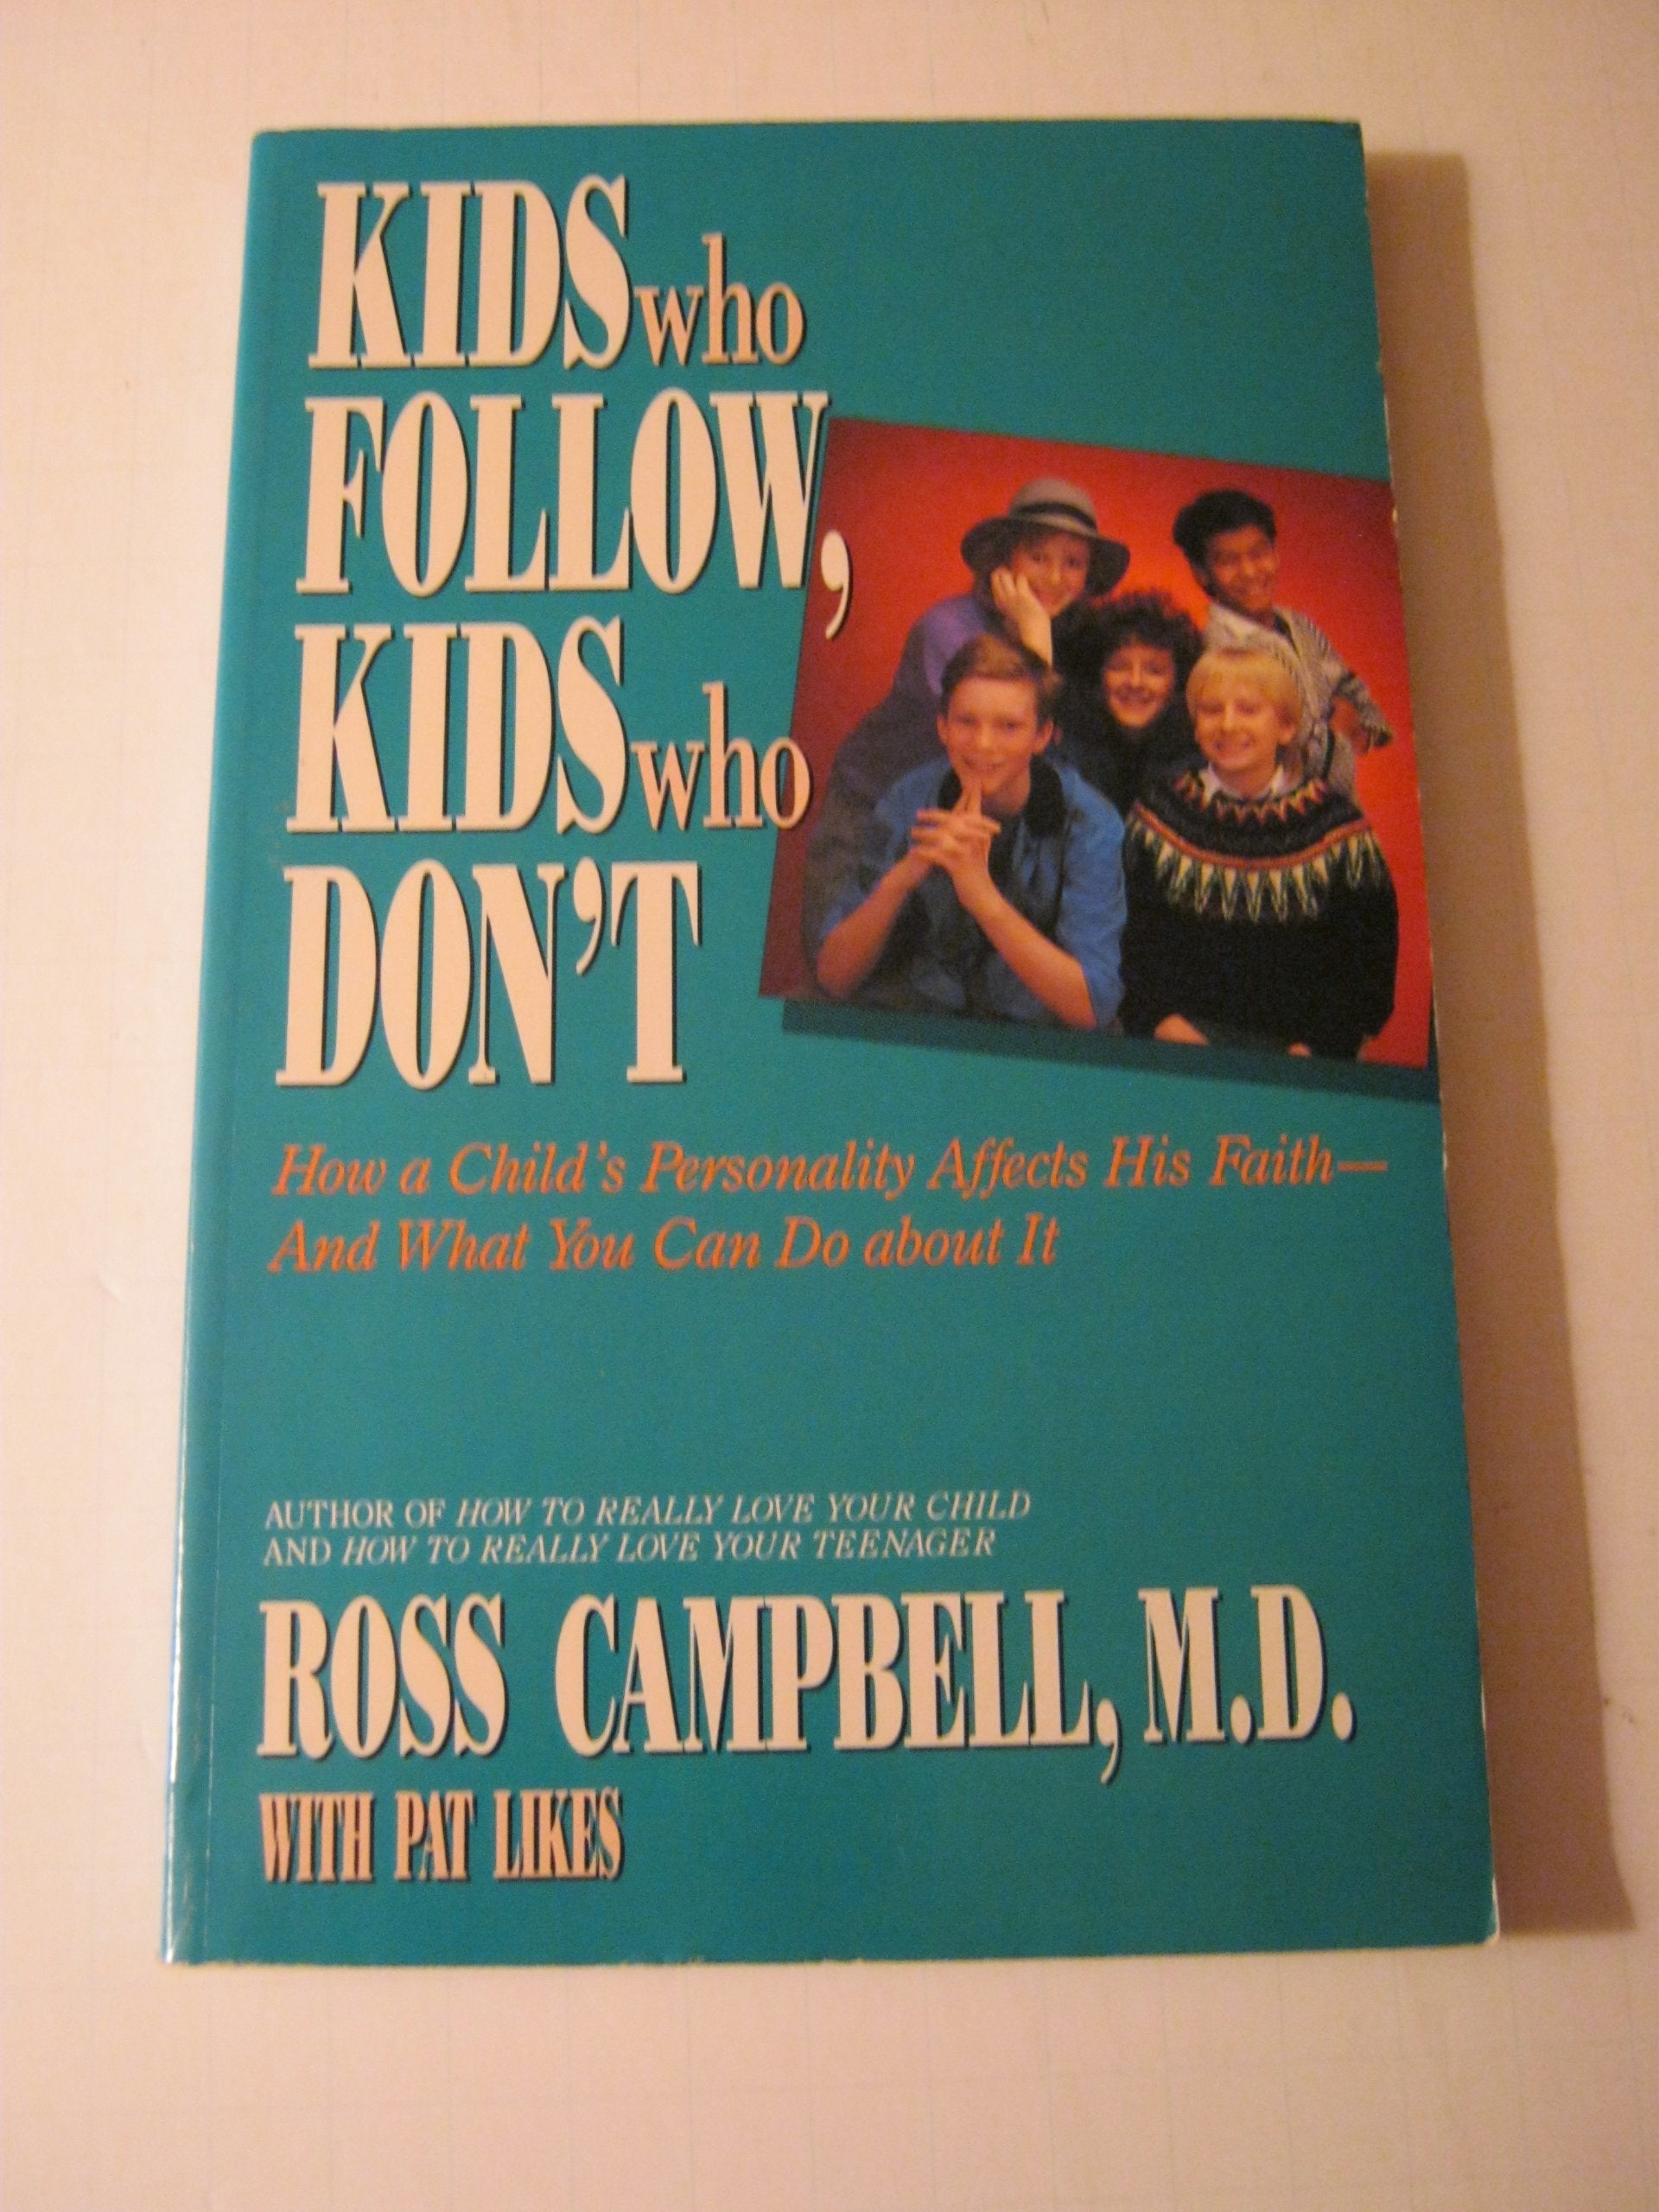 KIDS who
FOLLOW,
KIDS who
DON'T
How a Child's Personality Affects His Faith—
And What You Can Do about It
AUTHOR OF HOW TO REALLY LOVE YOUR CHILD
AND HOW TO REALLY LOVE YOUR TEENAGER
ROSS CAMPBELL, M.D.
WITH PAT LIKES